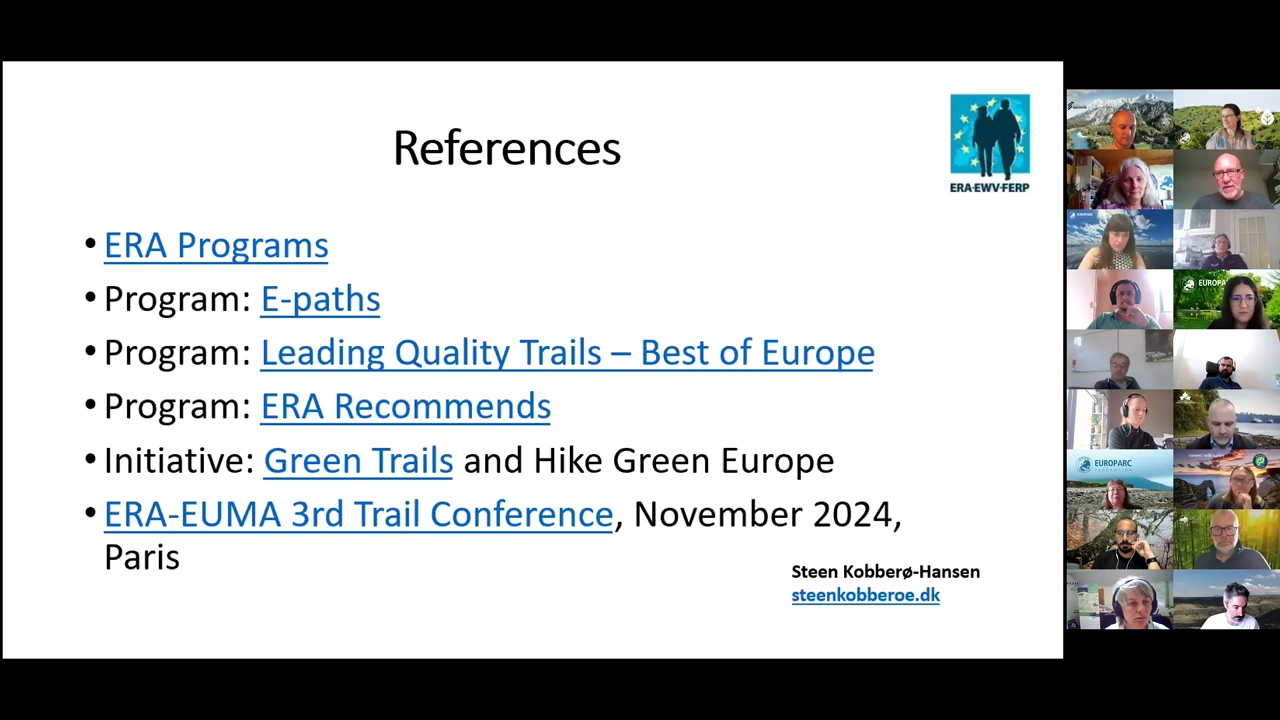 References
ERA-EWV-FERP
• ERA Programs
• Program: E-paths
• Program: Leading Quality Trails – Best of Europe
• Program: ERA Recommends
• Initiative: Green Trails and Hike Green Europe
• ERA-EUMA 3rd Trail Conference, November 2024,
Paris
Steen Kobberø-Hansen
steenkobberoe.dk
EUROPARC